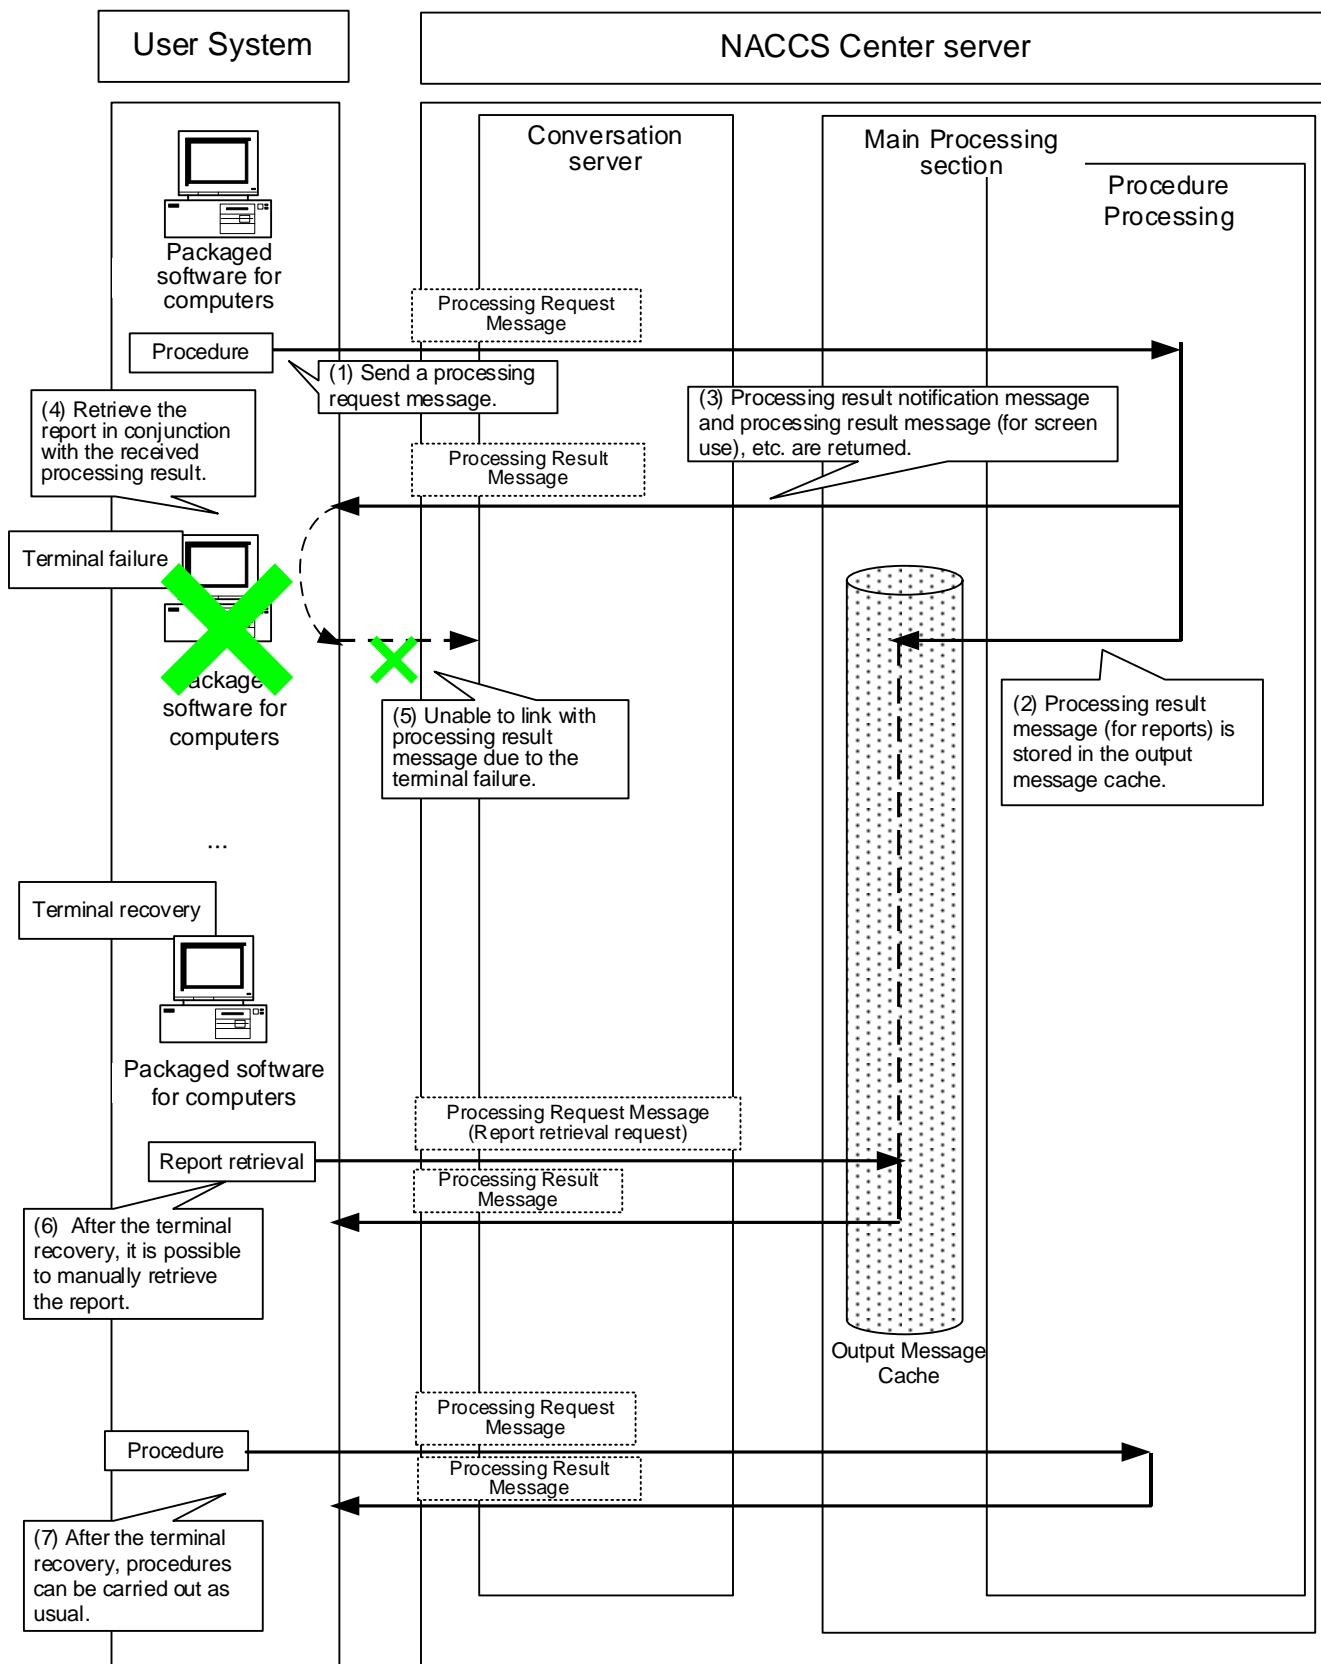 User System
NACCS Center server
Conversation
server
Main Processing
section
Procedure
Processing
Packaged
software for
computers
Processing Request
Message
Procedure
(1) Send a processing
request message.
(3) Processing result notification message
and processing result message (for screen
use), etc. are returned.
(4) Retrieve the
report in conjunction
with the received
processing result.
Processing Result
Message
Terminal failure
Packaged
software for
computers
(5) Unable to link with
processing result
message due to the
terminal failure.
(2) Processing result
message (for reports) is
stored in the output
message cache.
...
Terminal recovery
Packaged software
for computers
Processing Request Message
(Report retrieval request)
Report retrieval
Processing Result
Message
(6) After the terminal
recovery, it is possible
to manually retrieve
the report.
Output Message
Cache
Processing Request
Message
Procedure
Processing Result
Message
(7) After the terminal
recovery, procedures
can be carried out as
usual.